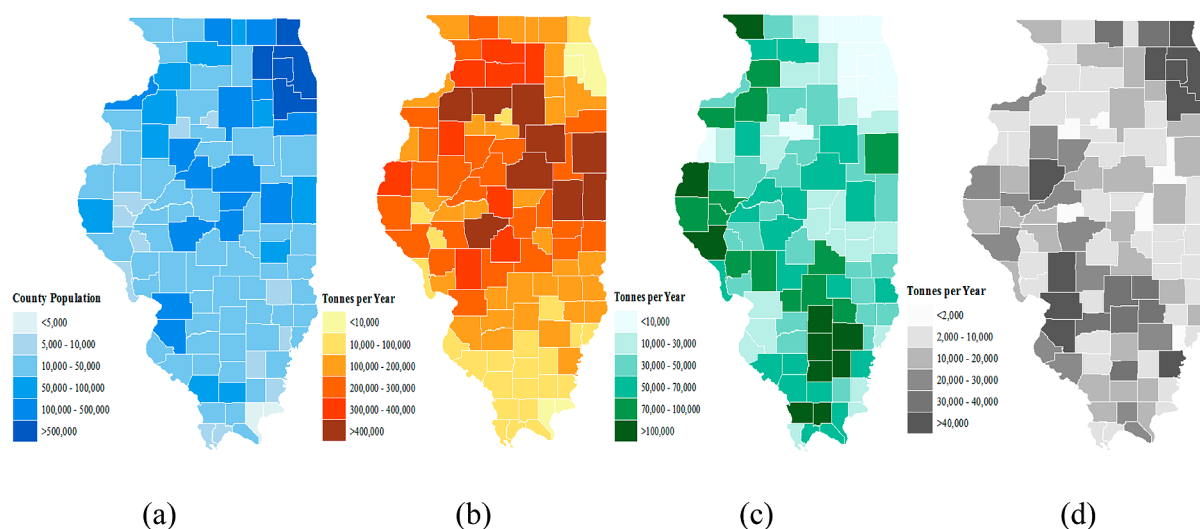 County Population
<5,000
5,000 - 10,000
10,000 - 50,000
50,000 - 100,000
100,000 - 500,000
>500,000
Tonnes per Year
<10,000
10,000 - 100,000
100,000 - 200,000
200,000 - 300,000
300,000 - 400,000
>400,000
Tonnes per Year
<10,000
10,000 - 30,000
30,000 - 50,000
50,000 - 70,000
70,000 - 100,000
>100,000
Tonnes per Year
<2,000
2,000 - 10,000
10,000 - 20,000
20,000 - 30,000
30,000 - 40,000
>40,000
(a)
(b)
(c)
(d)